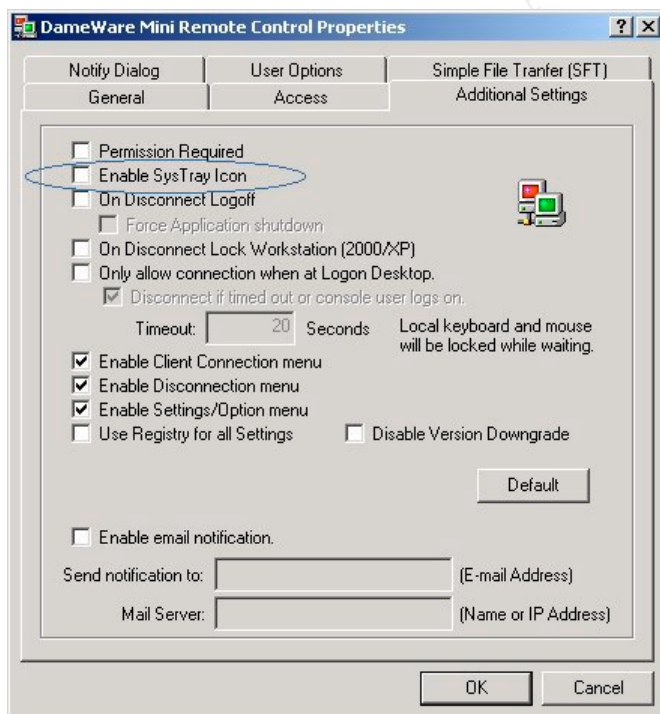 DameWare Mini Remote Control Properties
Notify Dialog User Options Simple File Tranfer (SFT)
General Access Additional Settings
Permission Required
Enable SysTray Icon
On Disconnect Logoff
Force Application shutdown
On Disconnect Lock Workstation (2000/XP)
Only allow connection when at Logon Desktop.
Disconnect if timed out or console user logs on.
Timeout: 20 Seconds Local keyboard and mouse
will be locked while waiting.
Enable Client Connection menu
Enable Disconnection menu
Enable Settings/Option menu
Use Registry for all Settings Disable Version Downgrade
Default
Enable email notification.
Send notification to: (E-mail Address)
Mail Server: (Name or IP Address)
OK Cancel